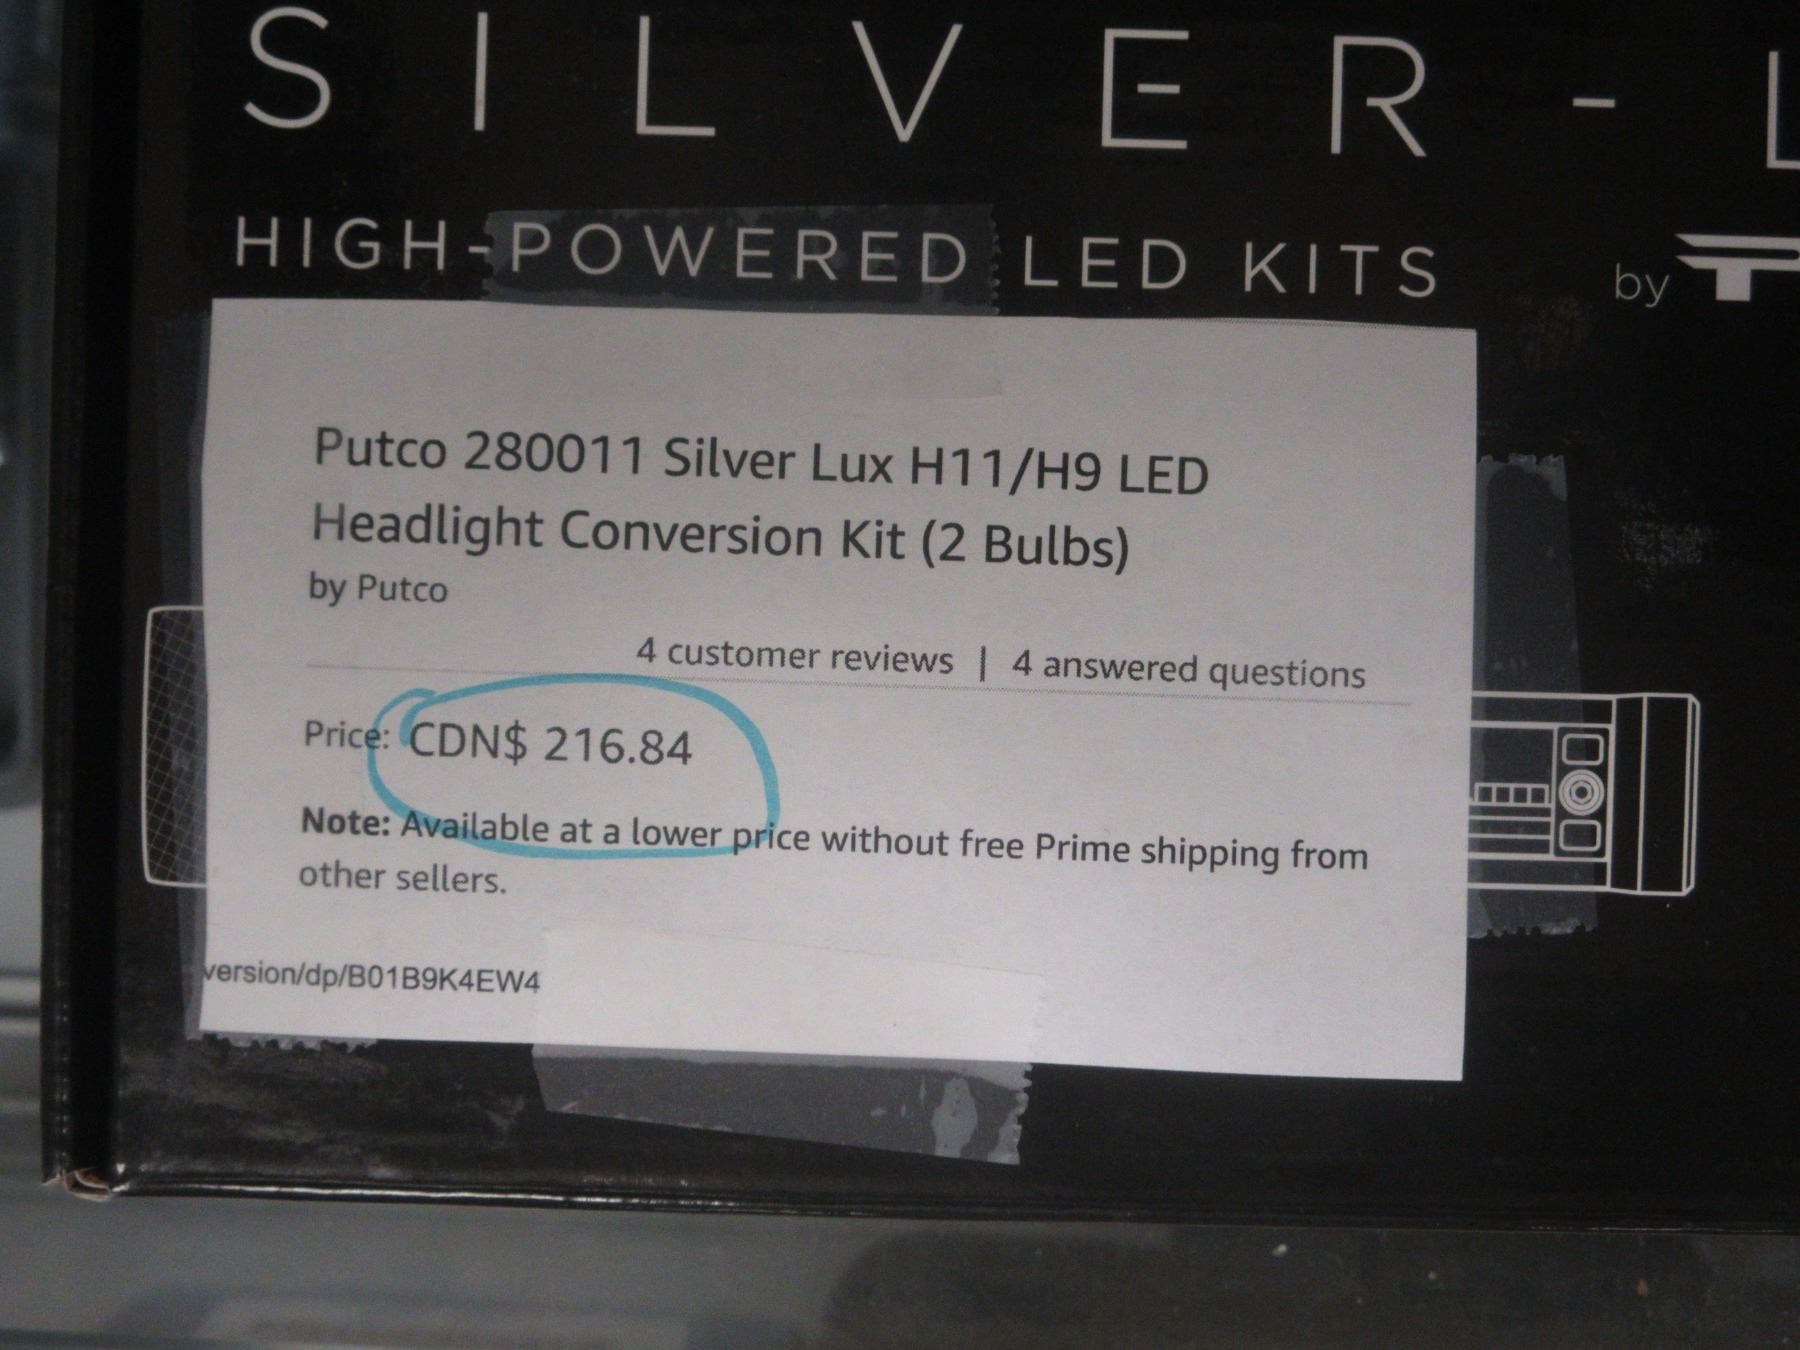 SILVER-L
HIGH-POWERED LED KITS
by
Putco 280011 Silver Lux H11/H9 LED
Headlight Conversion Kit (2 Bulbs)
by Putco
4 customer reviews | 4 answered questions
Price: CDN$ 216.84
Note: Available at a lower price without free Prime shipping from
other sellers.
version/dp/B01B9K4EW4